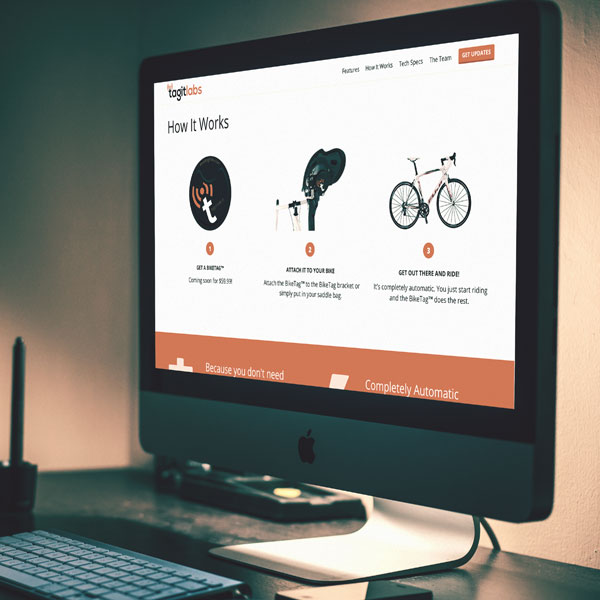 tagitlabs
Features How It Works Tech Specs The Team GET UPDATES
How It Works
t
1
GET A BIKETAG™
Coming soon for $59.99!
2
ATTACH IT TO YOUR BIKE
Attach the BikeTag™ to the BikeTag bracket or
simply put in your saddle bag.
3
GET OUT THERE AND RIDE!
It's completely automatic. You just start riding
and the BikeTag™ does the rest.
Because you don't need
Completely Automatic